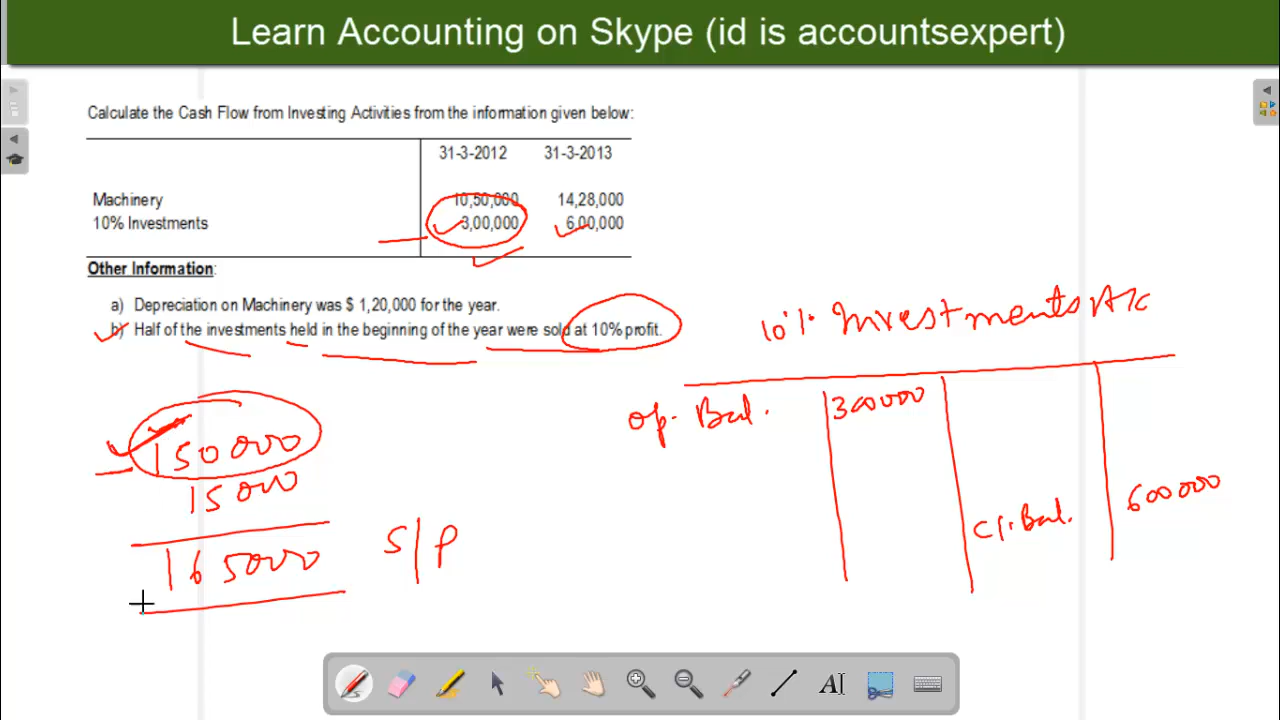 Learn Accounting on Skype (id is accountsexpert)
Calculate the Cash Flow from Investing Activities from the information given below:
31-3-2012 31-3-2013
Machinery 10,50,000 14,28,000
10% Investments 3,00,000 6,00,000
Other Information:
a) Depreciation on Machinery was $ 1,20,000 for the year.
b) Half of the investments held in the beginning of the year were sold at 10% profit.
10% Investments A/c
Op. Bal. 300000
Cl. Bal. 600000
150000
15000
165000 S/P
AI